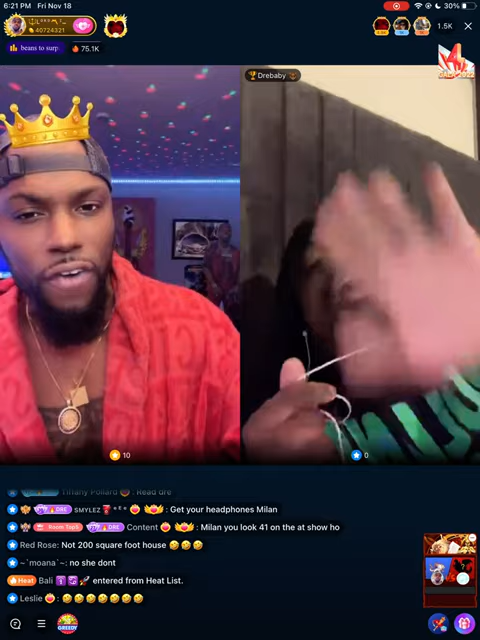 6:21 PM Fri Nov 18
30%
40724321
1.5K
beans to surp
75.1K
Drebaby
10
0
Tiffany Pollard : Read dre
DRE SMYLEZ : Get your headphones Milan
Room Top5 DRE Content : Milan you look 41 on the at show ho
Red Rose: Not 200 square foot house 🤣🤣🤣
~`moana`~: no she dont
Heat Bali entered from Heat List.
Leslie : 🤣🤣🤣🤣🤣🤣🤣
GREEDY